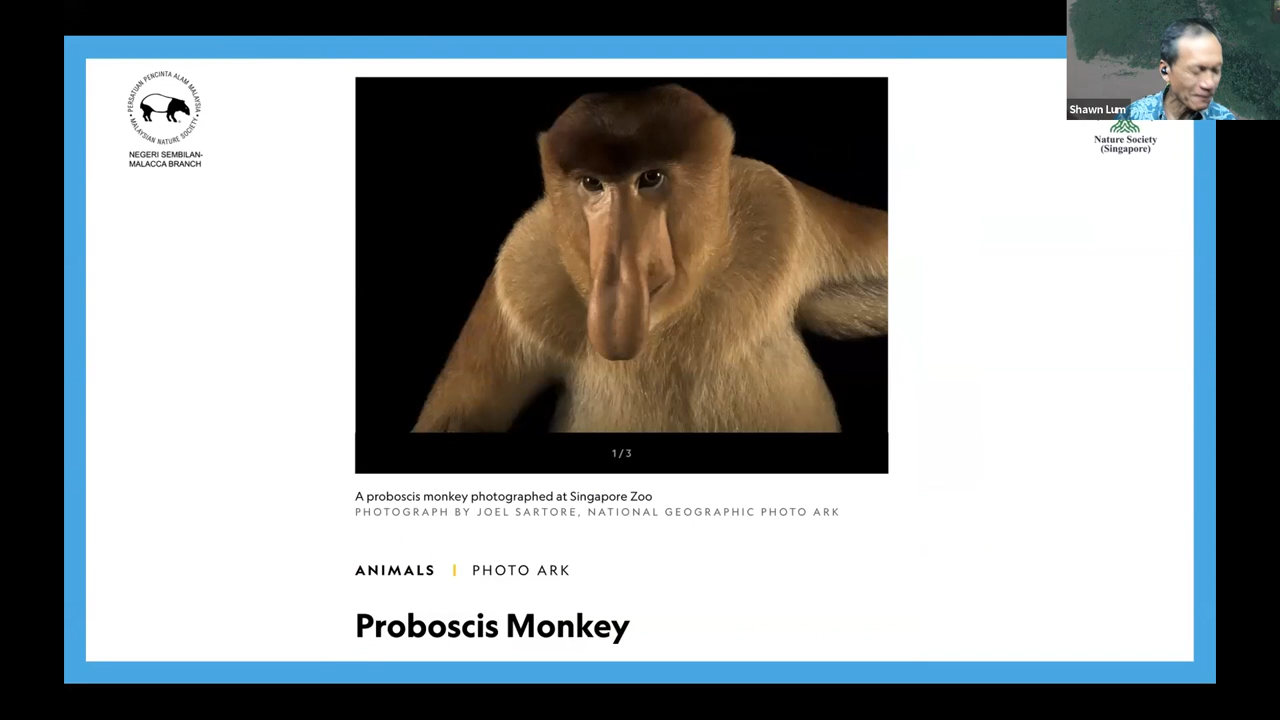 PERSATUAN PENCINTA ALAM MALAYSIA
• MALAYSIAN NATURE SOCIETY •
NEGERI SEMBILAN-
MALACCA BRANCH
Shawn Lum
Nature Society
(Singapore)
1/3
A proboscis monkey photographed at Singapore Zoo
PHOTOGRAPH BY JOEL SARTORE, NATIONAL GEOGRAPHIC PHOTO ARK
ANIMALS | PHOTO ARK
Proboscis Monkey